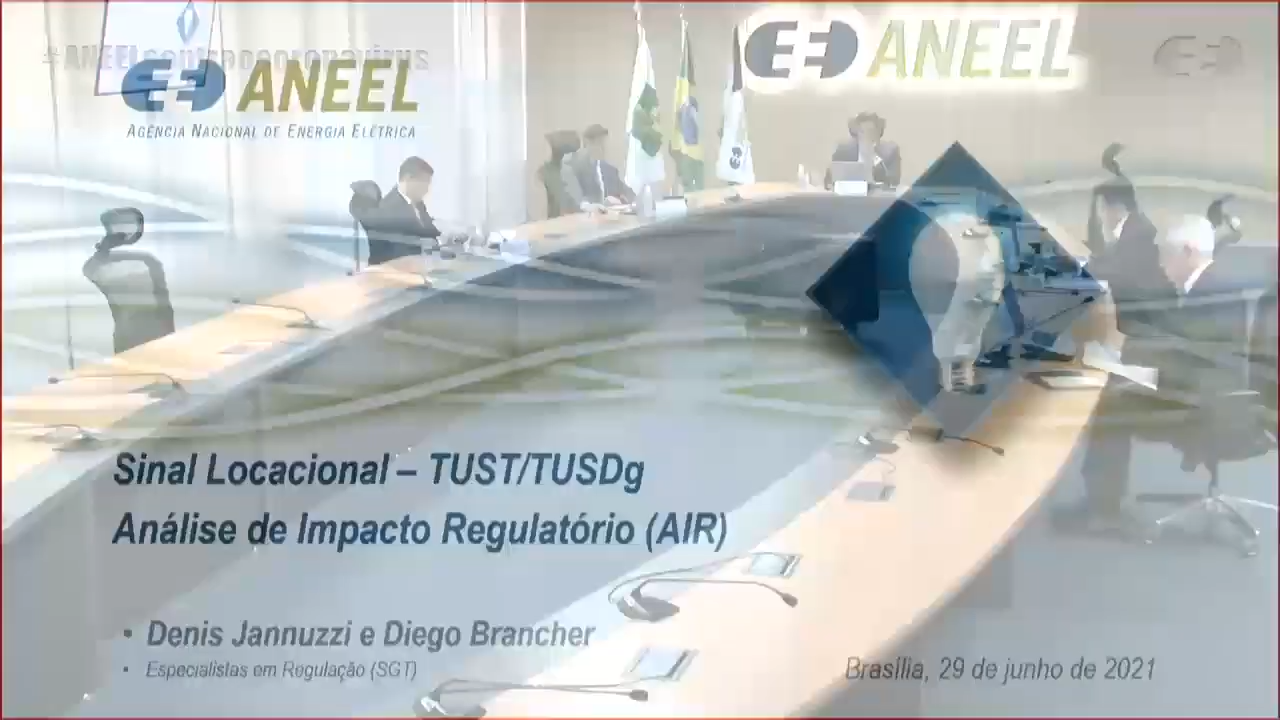 #ANEELcontraocoronavírus
ANEEL
ANEEL
AGÊNCIA NACIONAL DE ENERGIA ELÉTRICA
Sinal Locacional – TUST/TUSDg
Análise de Impacto Regulatório (AIR)
• Denis Jannuzzi e Diego Brancher
• Especialistas em Regulação (SGT)
Brasília, 29 de junho de 2021